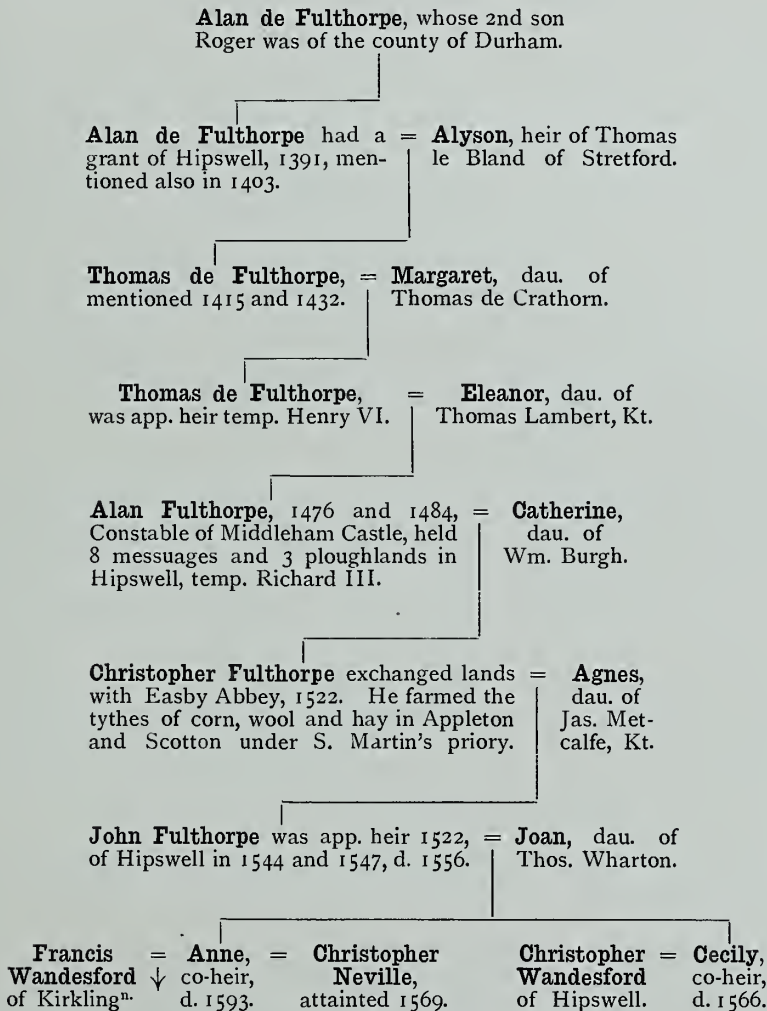 Alan de Fulthorpe, whose 2nd son
Roger was of the county of Durham.
Alan de Fulthorpe had a
grant of Hipswell, 1391, men-
tioned also in 1403.
= Alyson, heir of Thomas
le Bland of Stretford.
Thomas de Fulthorpe,
mentioned 1415 and 1432.
= Margaret, dau. of
Thomas de Crathorn.
Thomas de Fulthorpe,
was app. heir temp. Henry VI.
= Eleanor, dau. of
Thomas Lambert, Kt.
Alan Fulthorpe, 1476 and 1484,
Constable of Middleham Castle, held
8 messuages and 3 ploughlands in
Hipswell, temp. Richard III.
= Catherine,
dau. of
Wm. Burgh.
Christopher Fulthorpe exchanged lands
with Easby Abbey, 1522. He farmed the
tythes of corn, wool and hay in Appleton
and Scotton under S. Martin's priory.
= Agnes,
dau. of
Jas. Met-
calfe, Kt.
John Fulthorpe was app. heir 1522,
of Hipswell in 1544 and 1547, d. 1556.
= Joan, dau. of
Thos. Wharton.
Francis
Wandesford
of Kirklingⁿ·
= Anne,
co-heir,
d. 1593.
= Christopher
Neville,
attainted 1569.
Christopher
Wandesford
of Hipswell.
= Cecily,
co-heir,
d. 1566.